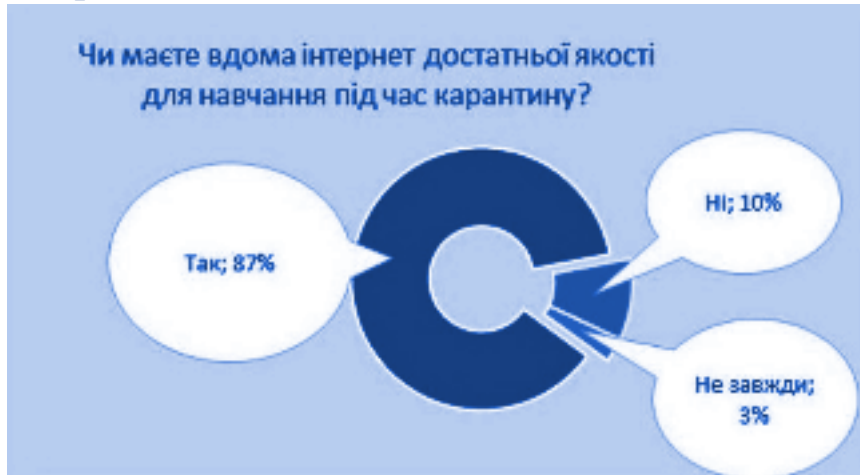 Чи маєте вдома інтернет достатньої якості
для навчання під час карантину?
Так; 87%
Ні; 10%
Не завжди;
3%